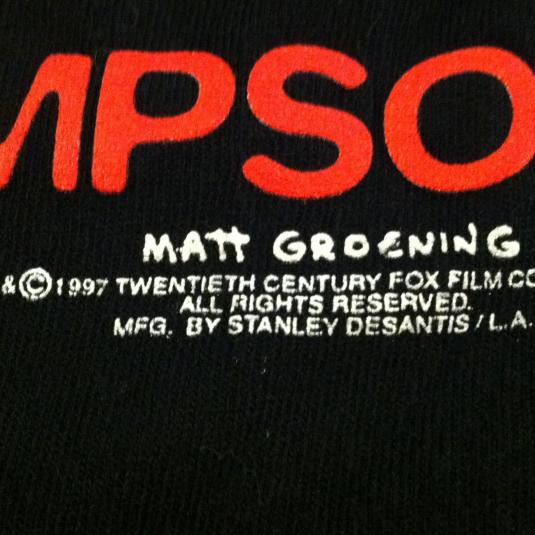 MPSO
MATT GROENING
& © 1997 TWENTIETH CENTURY FOX FILM CO
ALL RIGHTS RESERVED.
MFG. BY STANLEY DESANTIS / L.A.